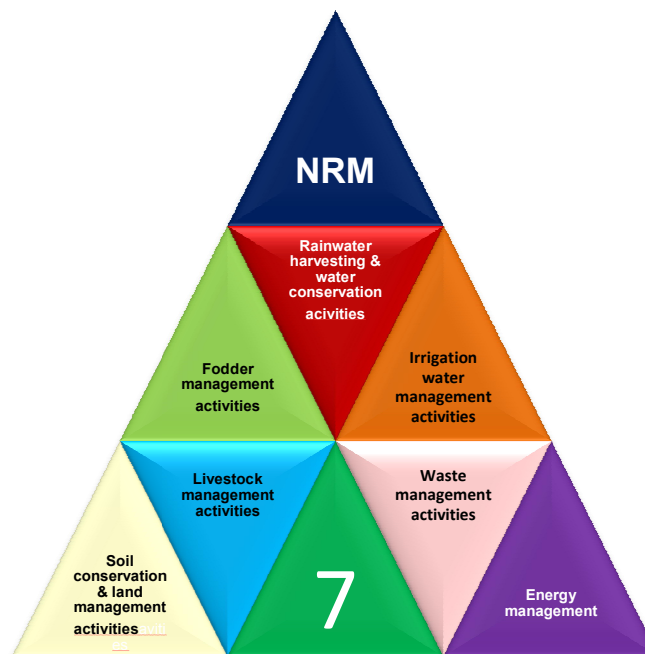 NRM
Rainwater
harvesting &
water
conservation
acivities
Fodder
management
activities
Irrigation
water
management
activities
Livestock
management
activities
Waste
management
activities
Soil
conservation
& land
management
activities
7
Energy
management